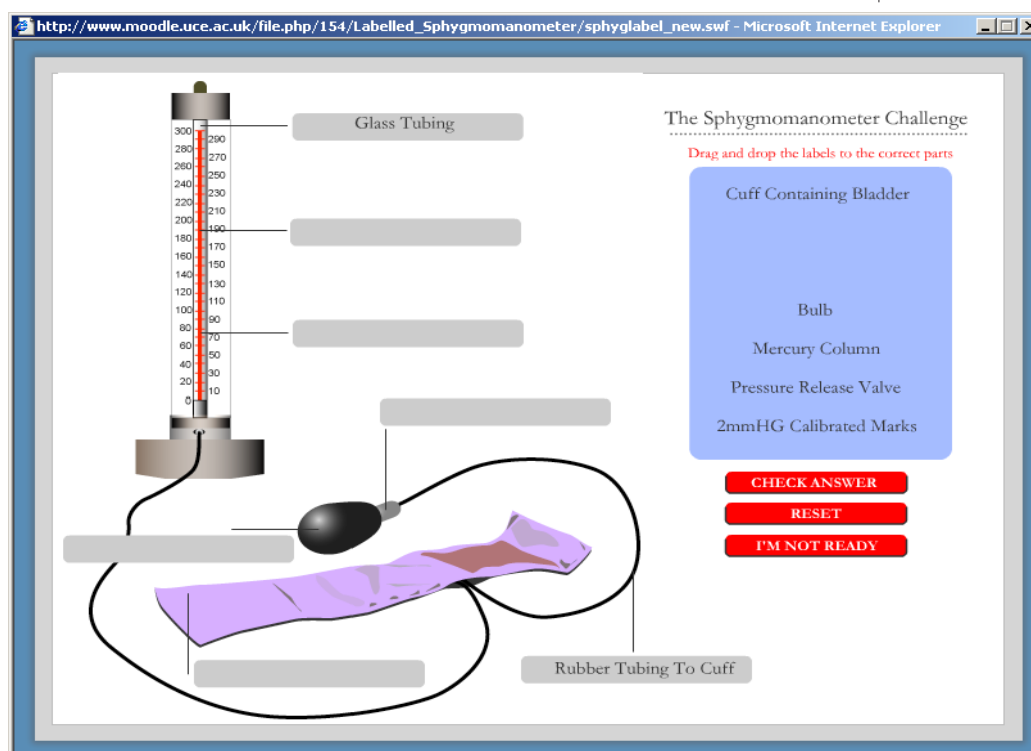 http://www.moodle.uce.ac.uk/file.php/154/Labelled_Sphygmomanometer/sphyglabel_new.swf - Microsoft Internet Explorer
Glass Tubing
300
290
280
270
260
250
240
230
220
210
200
190
180
170
160
150
140
130
120
110
100
90
80
70
60
50
40
30
20
10
0
Rubber Tubing To Cuff
The Sphygmomanometer Challenge
Drag and drop the labels to the correct parts
Cuff Containing Bladder
Bulb
Mercury Column
Pressure Release Valve
2mmHG Calibrated Marks
CHECK ANSWER
RESET
I'M NOT READY